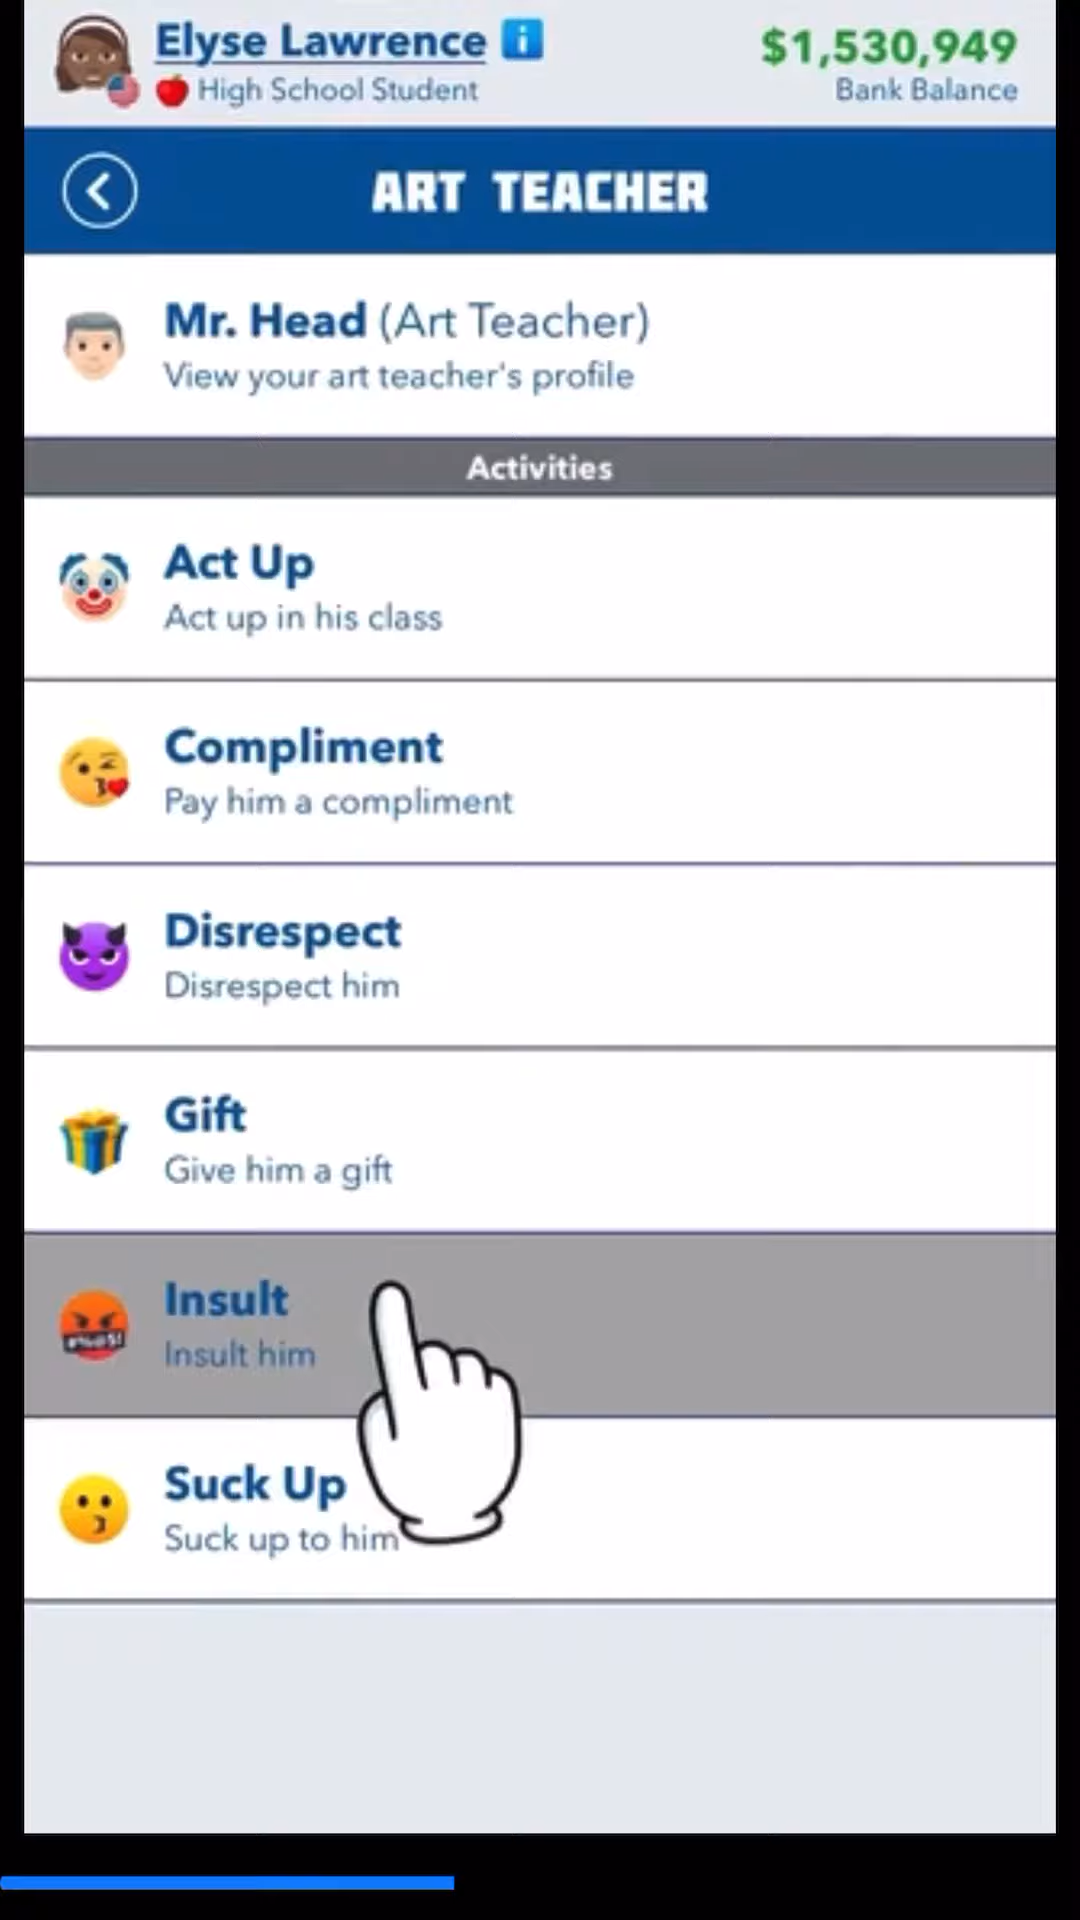 Elyse Lawrence
$1,530,949
High School Student
Bank Balance
ART TEACHER
Mr. Head (Art Teacher)
View your art teacher's profile
Activities
Act Up
Act up in his class
Compliment
Pay him a compliment
Disrespect
Disrespect him
Gift
Give him a gift
Insult
Insult him
Suck Up
Suck up to him